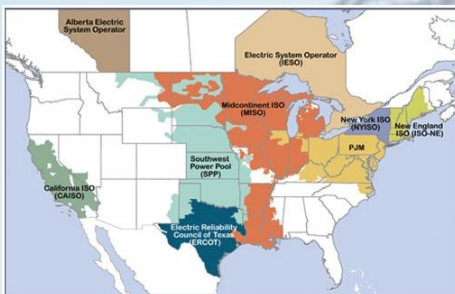 Alberta Electric
System Operator
Electric System Operator
(IESO)
Midcontinent ISO
(MISO)
New York ISO
(NYISO)
New England
ISO (ISO-NE)
PJM
Southwest
Power Pool
(SPP)
California ISO
(CAISO)
Electric Reliability
Council of Texas
(ERCOT)